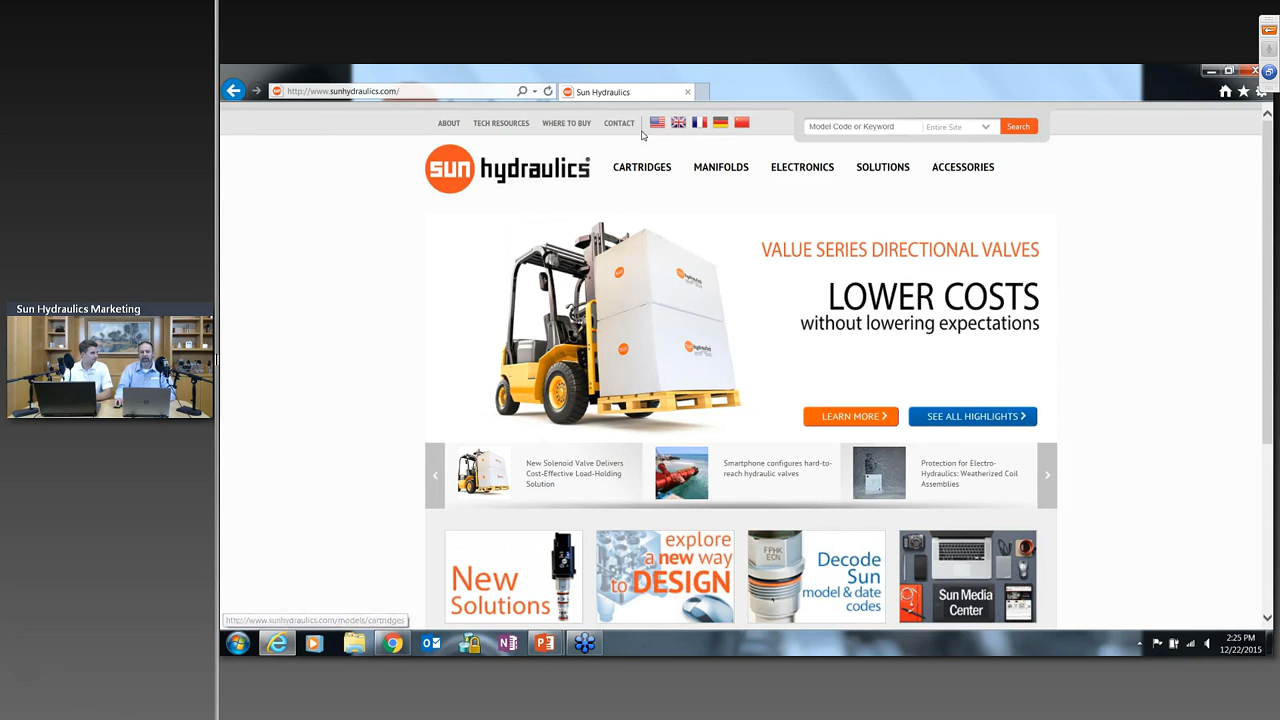 http://www.sunhydraulics.com/
Sun Hydraulics
ABOUT TECH RESOURCES WHERE TO BUY CONTACT
Model Code or Keyword
Entire Site
Search
sun hydraulics
CARTRIDGES MANIFOLDS ELECTRONICS SOLUTIONS ACCESSORIES
VALUE SERIES DIRECTIONAL VALVES
LOWER COSTS
without lowering expectations
LEARN MORE
SEE ALL HIGHLIGHTS
Sun Hydraulics Marketing
New Solenoid Valve Delivers
Cost-Effective Load-Holding
Solution
Smartphone configures hard-to-
reach hydraulic valves
Protection for Electro-
Hydraulics: Weatherized Coil
Assemblies
New
Solutions
explore
a new way
to DESIGN
FPHK
ECN
Decode
Sun
model & date
codes
Sun Media
Center
http://www.sunhydraulics.com/models/cartridges
2:25 PM
12/22/2015